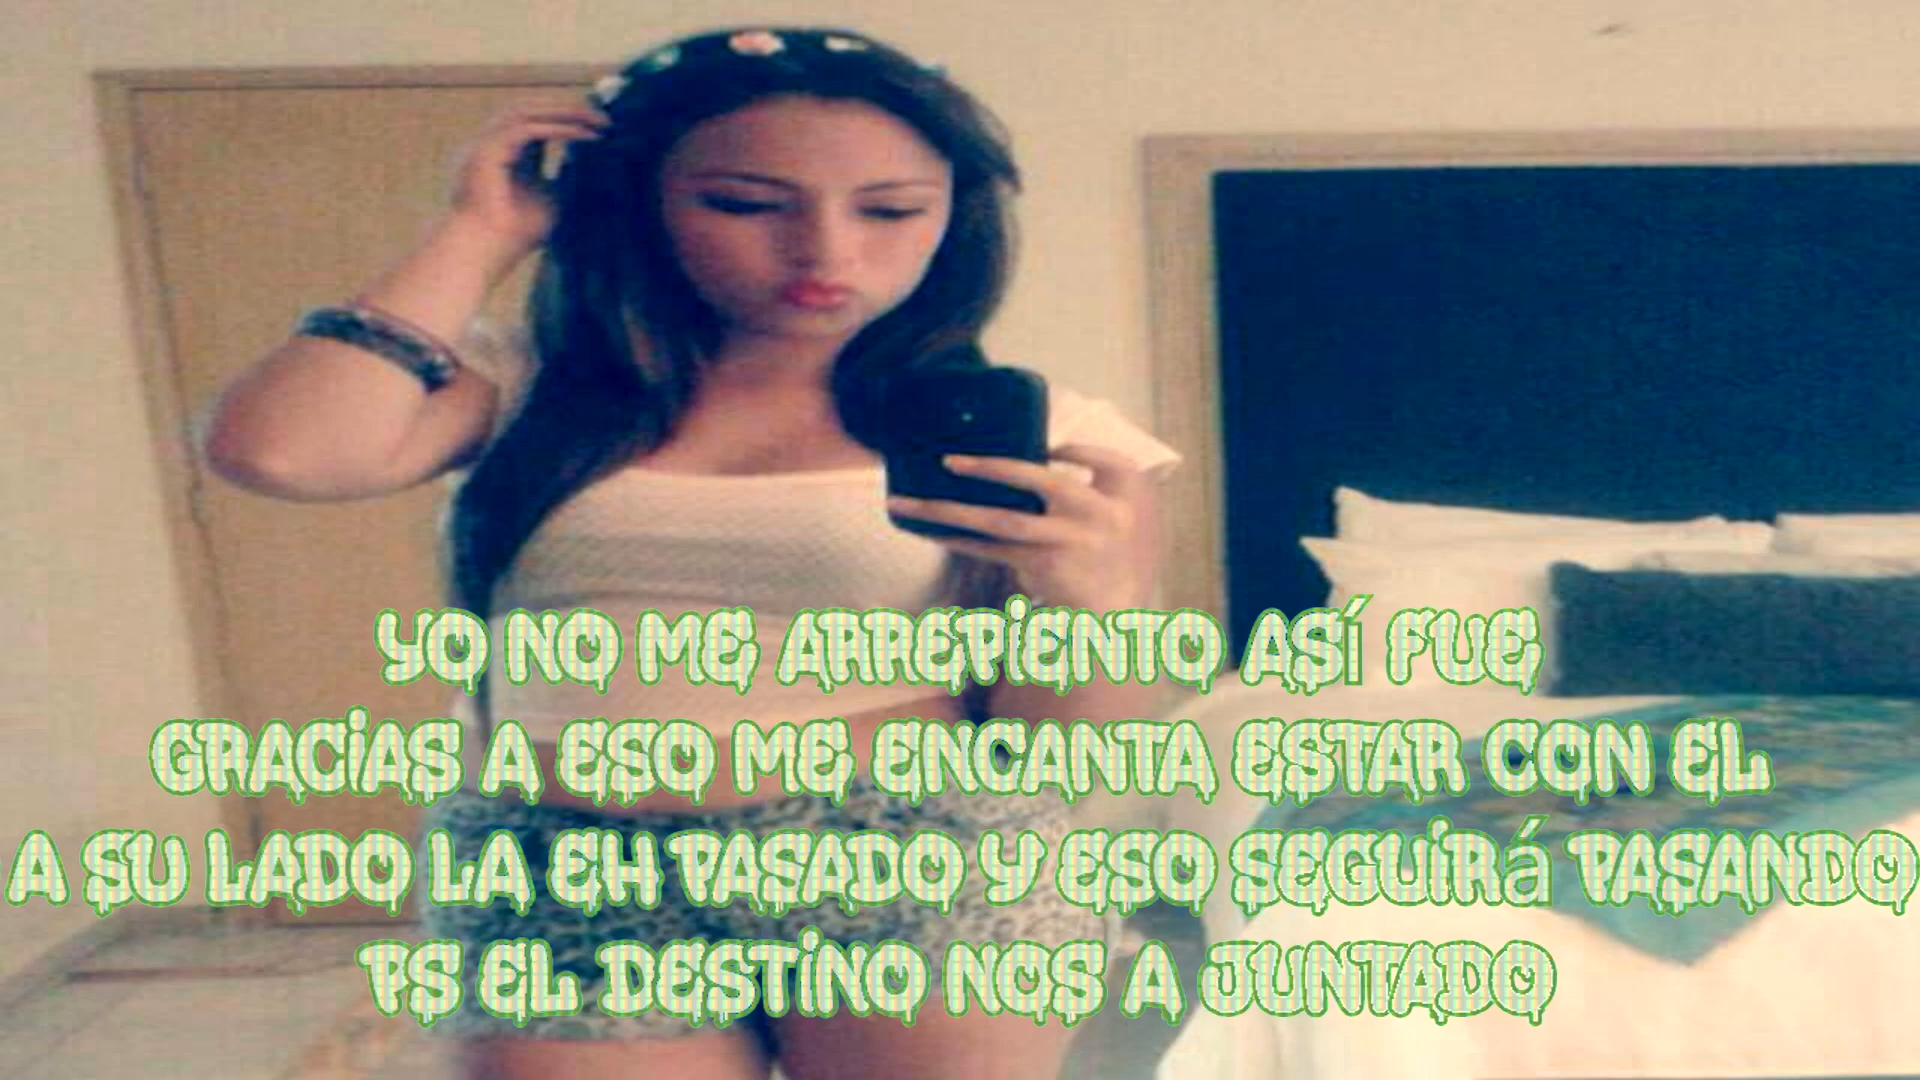 YO NO ME ARREPiENTO ASÍ FUE
GRACiAS A ESO ME ENCANTA ESTAR CON EL
A SU LADO LA EH PASADO Y ESO SEGUiRá PASANDO
PS EL DESTiNO NOS A JUNTADO